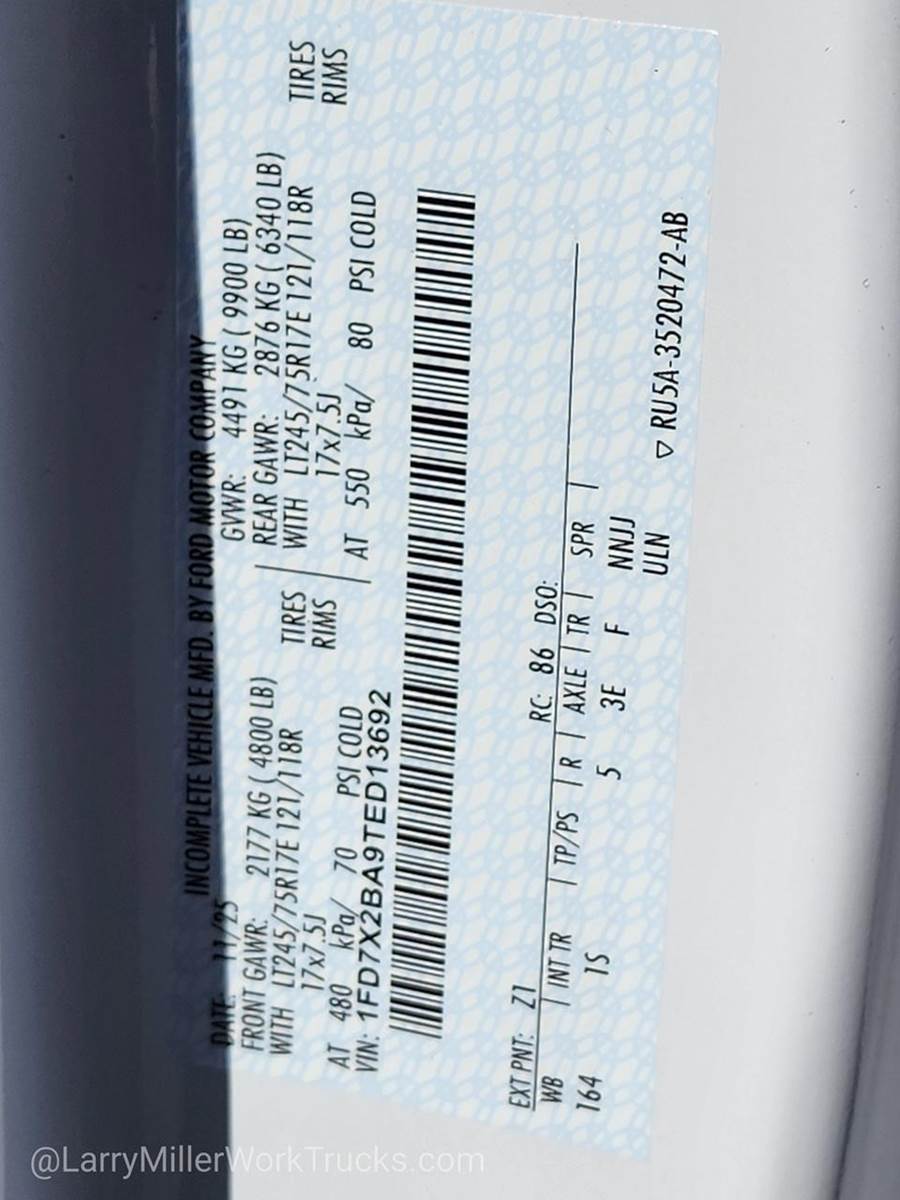 INCOMPLETE VEHICLE MFD. BY FORD MOTOR COMPANY
DATE: 11/25 GVWR: 4491 KG ( 9900 LB)
FRONT GAWR: 2177 KG ( 4800 LB) REAR GAWR: 2876 KG ( 6340 LB)
WITH LT245/75R17E 121/118R TIRES WITH LT245/75R17E 121/118R TIRES
17x7.5J RIMS 17x7.5J RIMS
AT 480 kPa/ 70 PSI COLD AT 550 kPa/ 80 PSI COLD
VIN: 1FD7X2BA9TED13692
EXT PNT: Z1 RC: 86 DSO:
WB | INT TR | TP/PS | R | AXLE | TR | SPR |
164 1S 5 3E F NNJJ
ULN
▽ RU5A-3520472-AB
@LarryMillerWorkTrucks.com